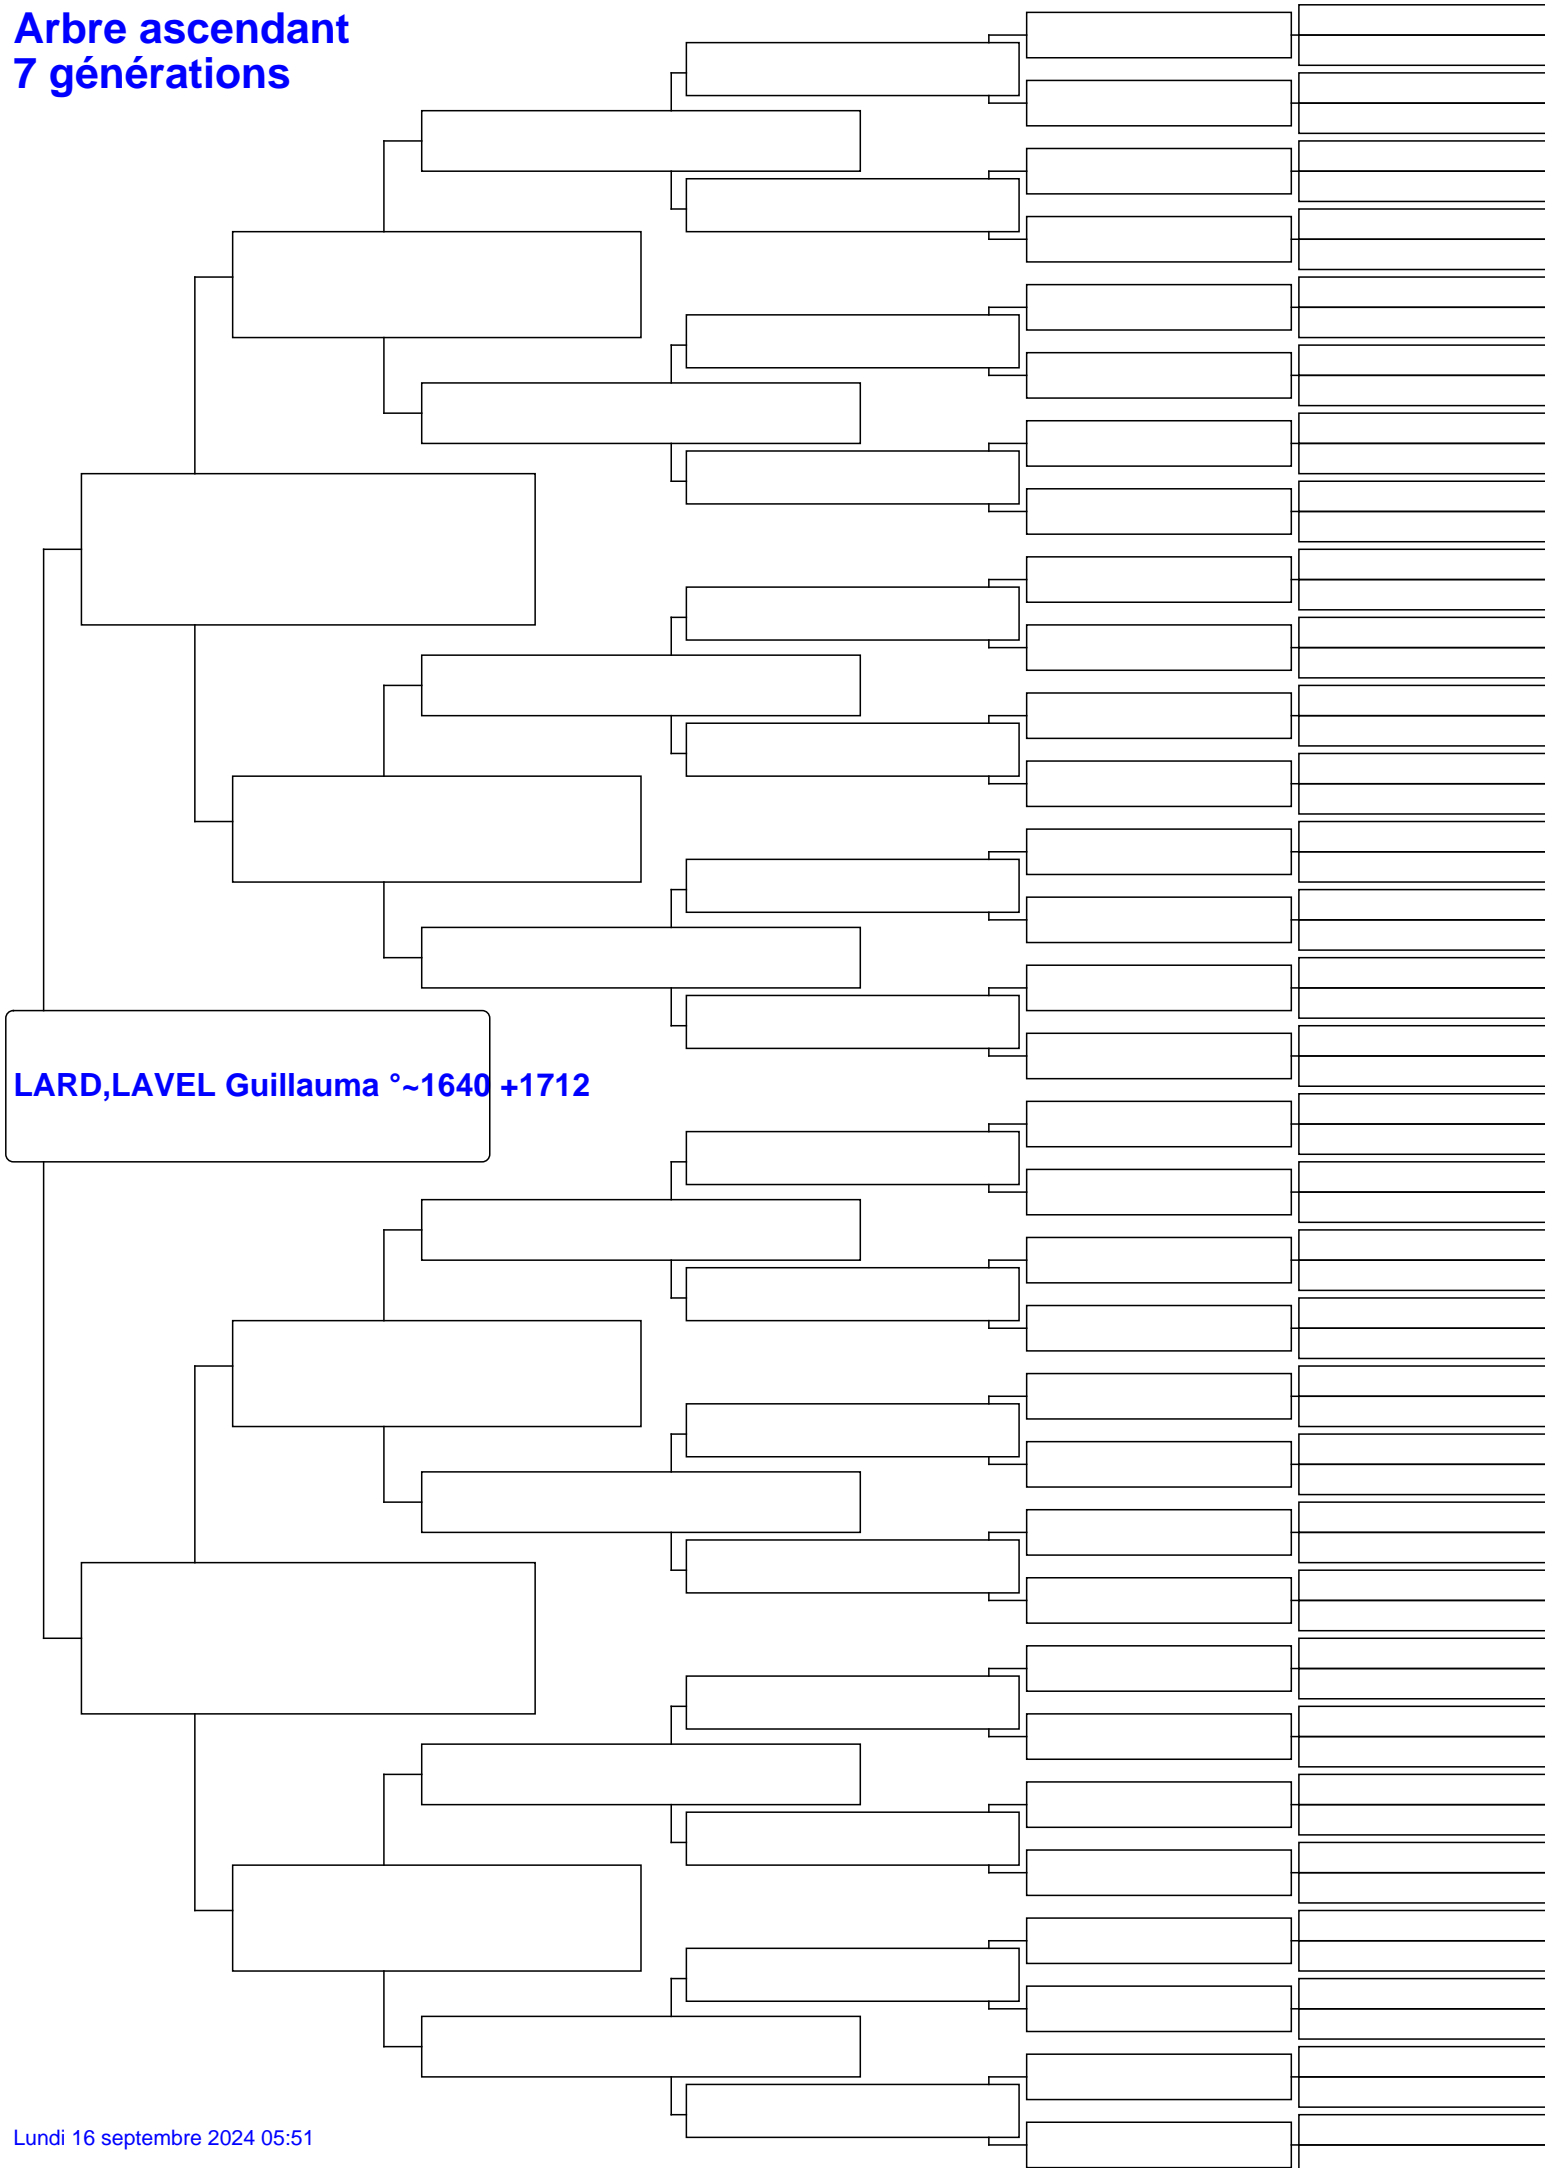 Arbre ascendant
7 générations
LARD,LAVEL Guillauma °~1640 +1712
Lundi 16 septembre 2024 05:51